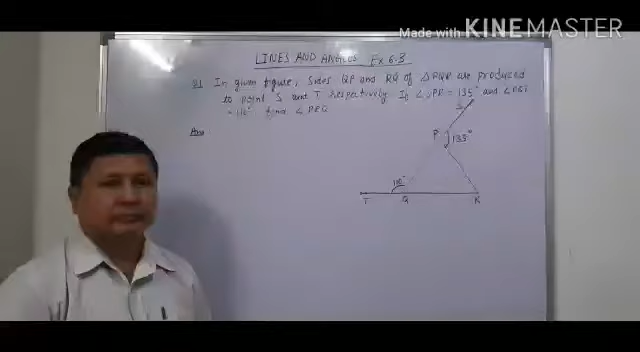 Made with KINEMASTER
LINES AND ANGLES Ex 6.3
Q1 In given figure, Sides QP and RQ of Δ PQR are produced
to point S and T respectively. If ∠SPR = 135° and ∠PQT
= 110° find ∠PRQ
Ans
S
P 135°
110°
T Q R